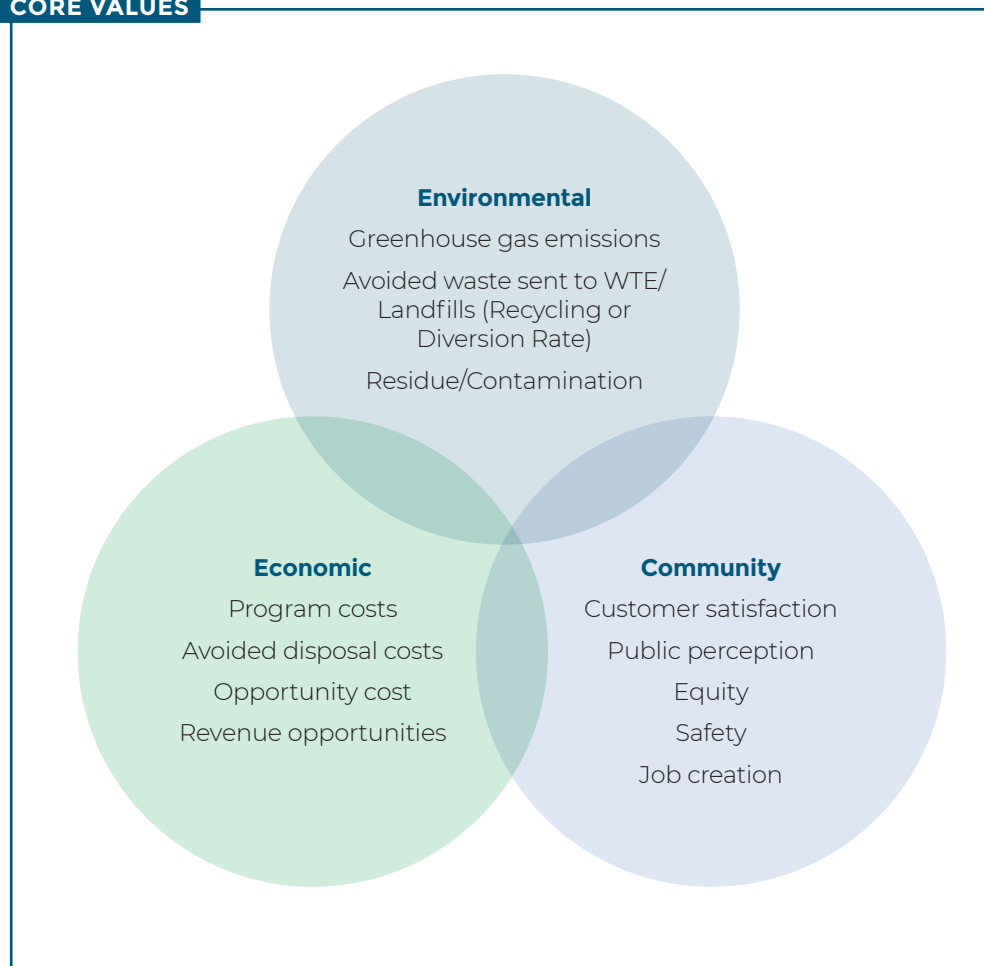 CORE VALUES
Environmental
Greenhouse gas emissions
Avoided waste sent to WTE/
Landfills (Recycling or
Diversion Rate)
Residue/Contamination
Economic
Program costs
Avoided disposal costs
Opportunity cost
Revenue opportunities
Community
Customer satisfaction
Public perception
Equity
Safety
Job creation